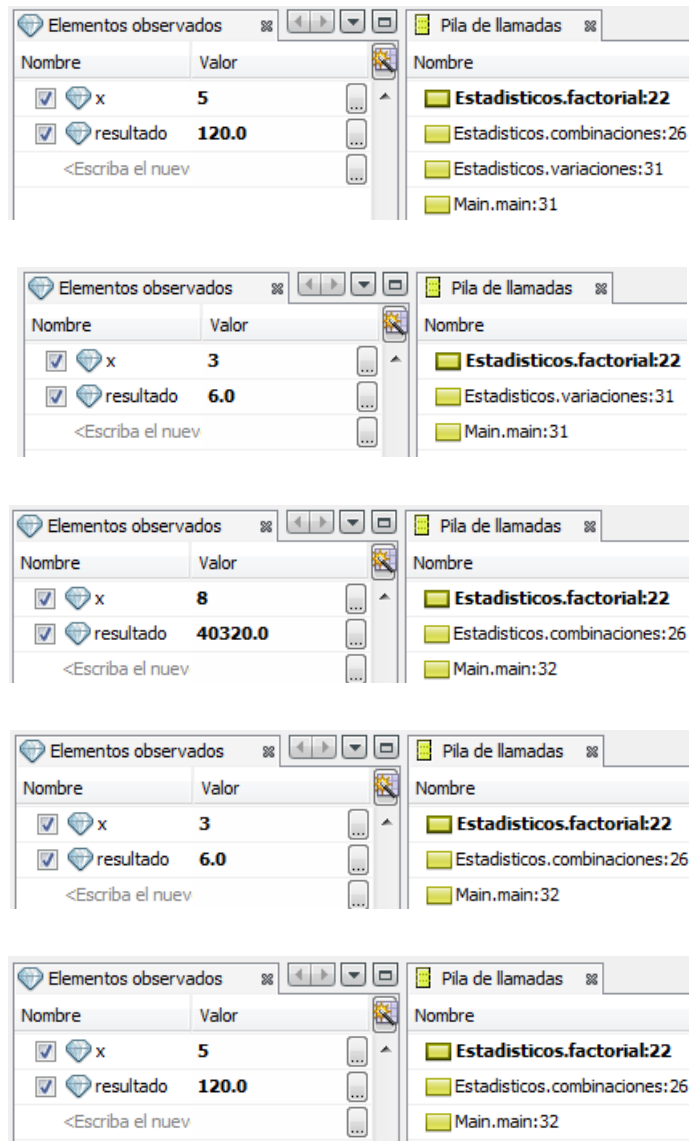 Elementos observados Pila de llamadas
Nombre Valor Nombre
x 5 ... Estadisticos.factorial:22
resultado 120.0 ... Estadisticos.combinaciones:26
<Escriba el nuev ... Estadisticos.variaciones:31
Main.main:31
Elementos observados Pila de llamadas
Nombre Valor Nombre
x 3 ... Estadisticos.factorial:22
resultado 6.0 ... Estadisticos.variaciones:31
<Escriba el nuev ... Main.main:31
Elementos observados Pila de llamadas
Nombre Valor Nombre
x 8 ... Estadisticos.factorial:22
resultado 40320.0 ... Estadisticos.combinaciones:26
<Escriba el nuev ... Main.main:32
Elementos observados Pila de llamadas
Nombre Valor Nombre
x 3 ... Estadisticos.factorial:22
resultado 6.0 ... Estadisticos.combinaciones:26
<Escriba el nuev ... Main.main:32
Elementos observados Pila de llamadas
Nombre Valor Nombre
x 5 ... Estadisticos.factorial:22
resultado 120.0 ... Estadisticos.combinaciones:26
<Escriba el nuev ... Main.main:32